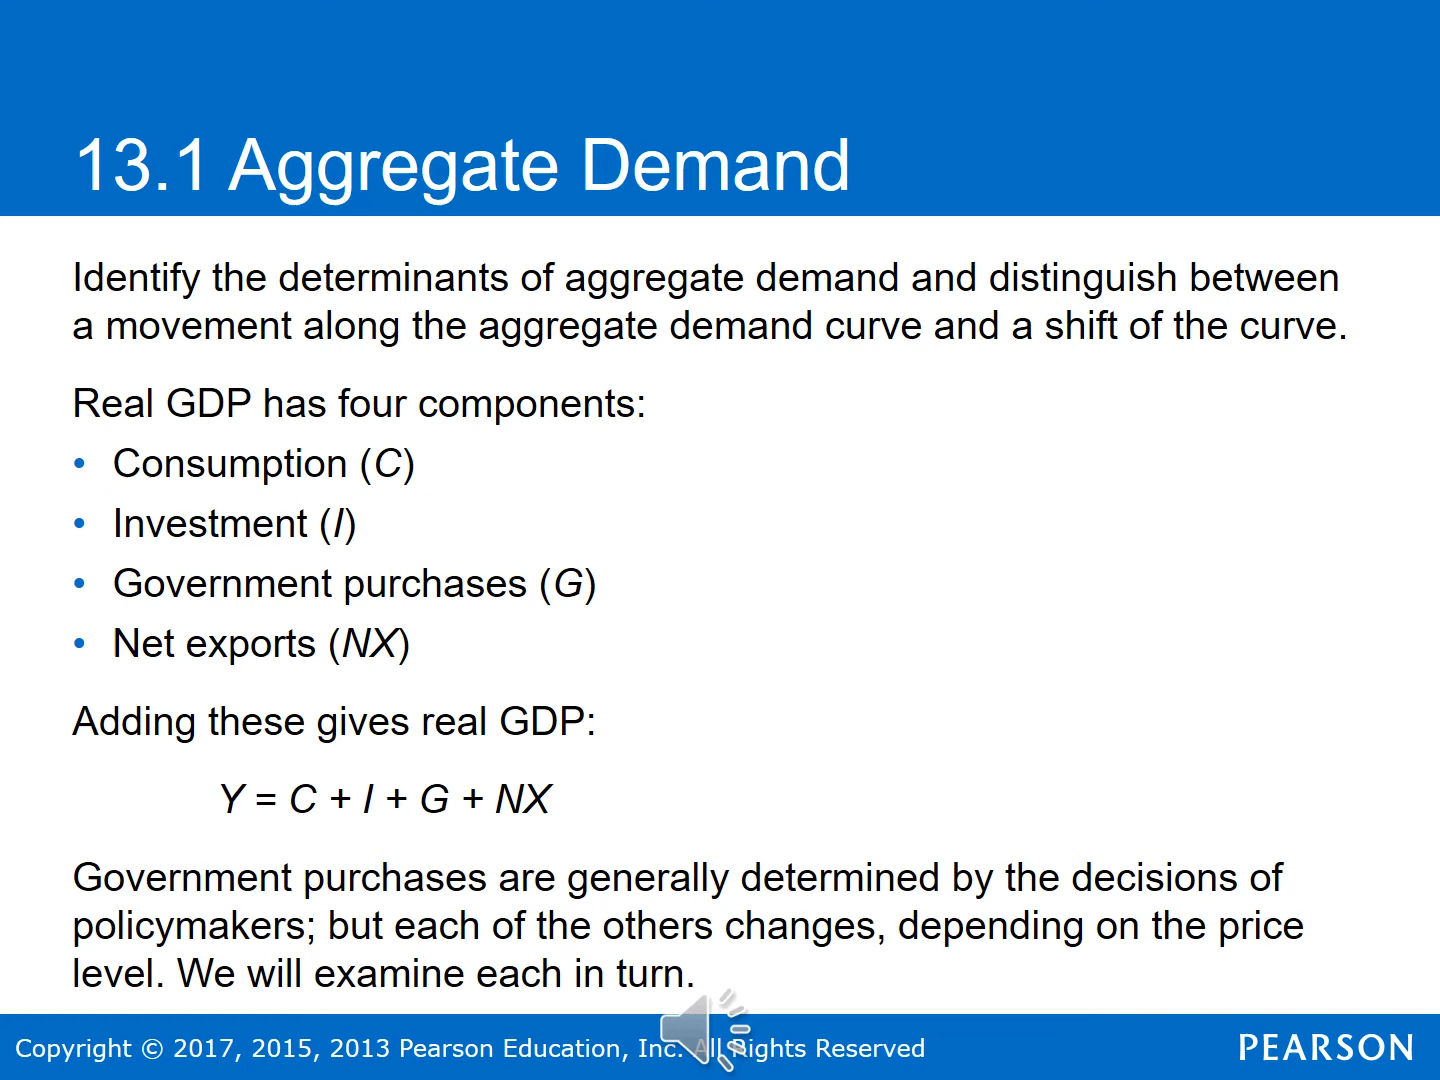 13.1 Aggregate Demand
Identify the determinants of aggregate demand and distinguish between
a movement along the aggregate demand curve and a shift of the curve.
Real GDP has four components:
• Consumption (C)
• Investment (I)
• Government purchases (G)
• Net exports (NX)
Adding these gives real GDP:
Y = C + I + G + NX
Government purchases are generally determined by the decisions of
policymakers; but each of the others changes, depending on the price
level. We will examine each in turn.
Copyright © 2017, 2015, 2013 Pearson Education, Inc. All Rights Reserved
PEARSON